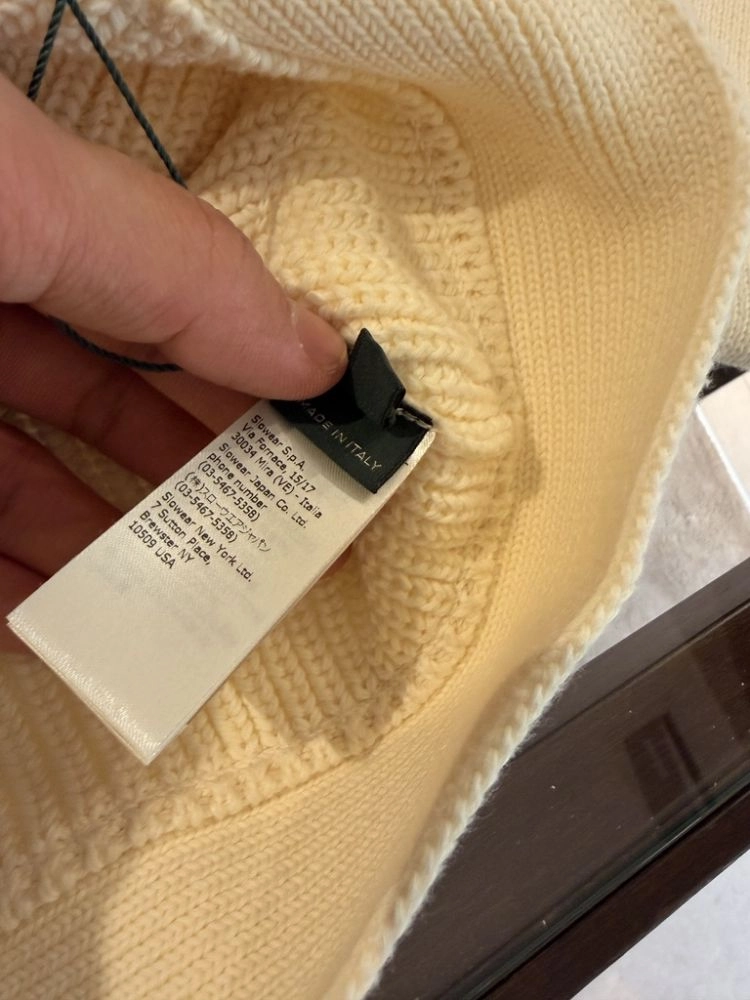 MADE IN ITALY
Slowear S.p.A.
Via Fornace, 15/17
30034 Mira (VE) - Italia
Slowear Japan Co. Ltd.
phone number
(03-5467-5358)
(株)スローウエアジャパン
(03-5467-5358)
Slowear New York Ltd.
7 Sutton place,
Brewster NY
10509 USA